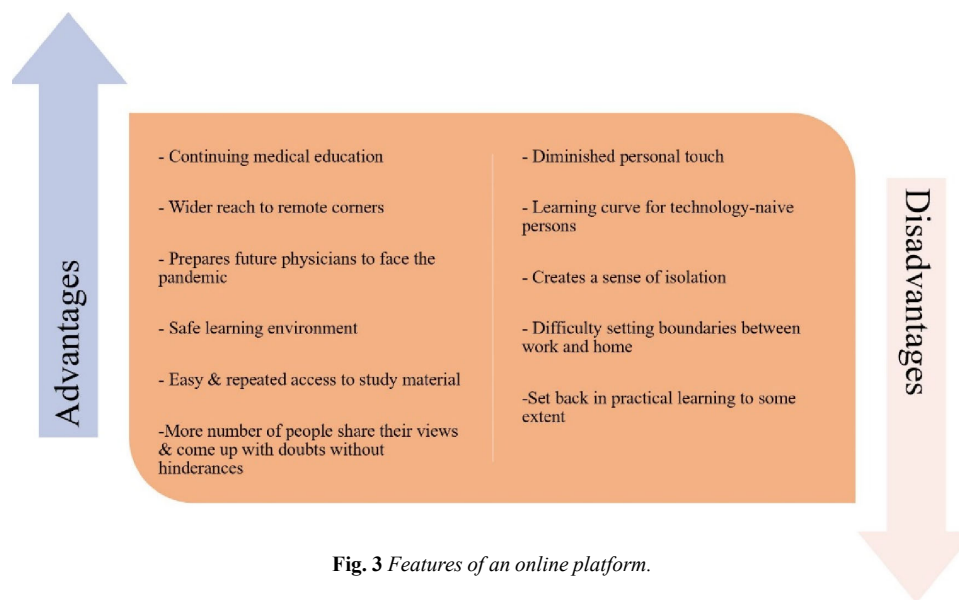 Advantages
- Continuing medical education
- Wider reach to remote corners
- Prepares future physicians to face the
pandemic
- Safe learning environment
- Easy & repeated access to study material
-More number of people share their views
& come up with doubts without
hinderances
- Diminished personal touch
- Learning curve for technology-naive
persons
- Creates a sense of isolation
- Difficulty setting boundaries between
work and home
-Set back in practical learning to some
extent
Disadvantages
Fig. 3 Features of an online platform.